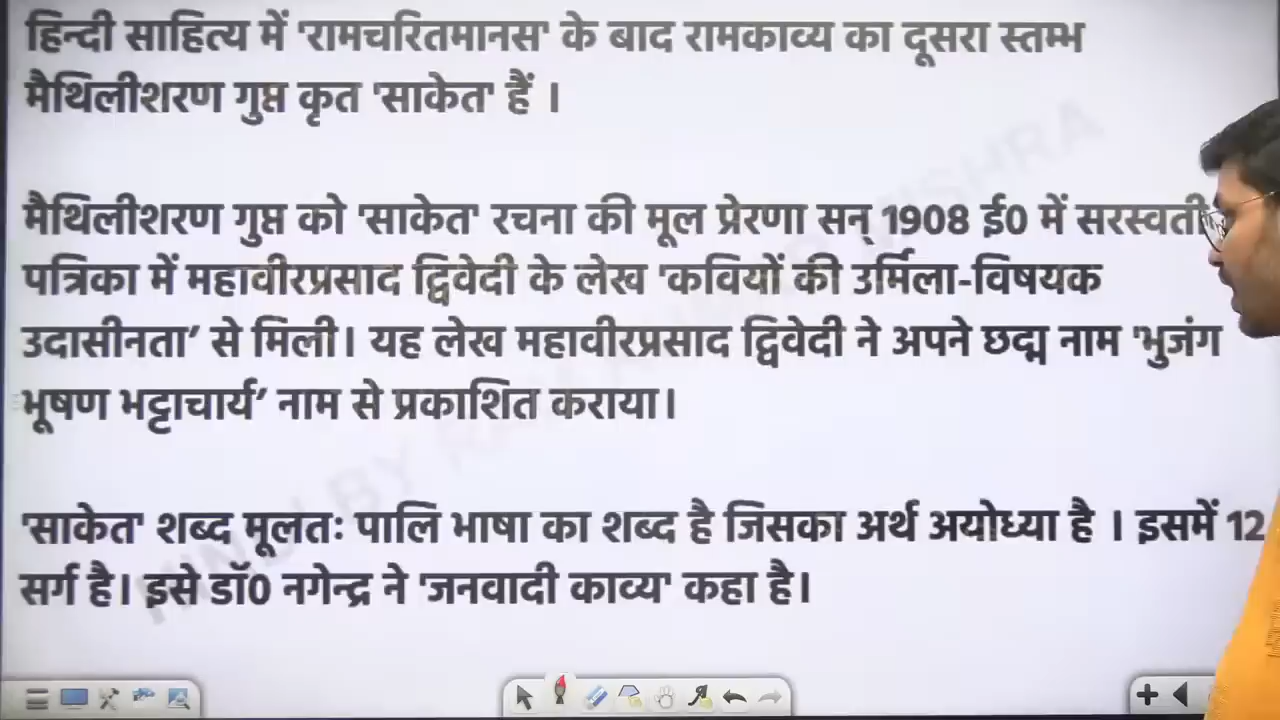 हिन्दी साहित्य में 'रामचरितमानस' के बाद रामकाव्य का दूसरा स्तम्भ
मैथिलीशरण गुप्त कृत 'साकेत' हैं ।
मैथिलीशरण गुप्त को 'साकेत' रचना की मूल प्रेरणा सन् 1908 ई0 में सरस्वती
पत्रिका में महावीरप्रसाद द्विवेदी के लेख 'कवियों की उर्मिला-विषयक
उदासीनता’ से मिली। यह लेख महावीरप्रसाद द्विवेदी ने अपने छद्म नाम 'भुजंग
भूषण भट्टाचार्य’ नाम से प्रकाशित कराया।
'साकेत' शब्द मूलतः पालि भाषा का शब्द है जिसका अर्थ अयोध्या है । इसमें 12
सर्ग है। इसे डॉ0 नगेन्द्र ने 'जनवादी काव्य' कहा है।
BY MISHRA